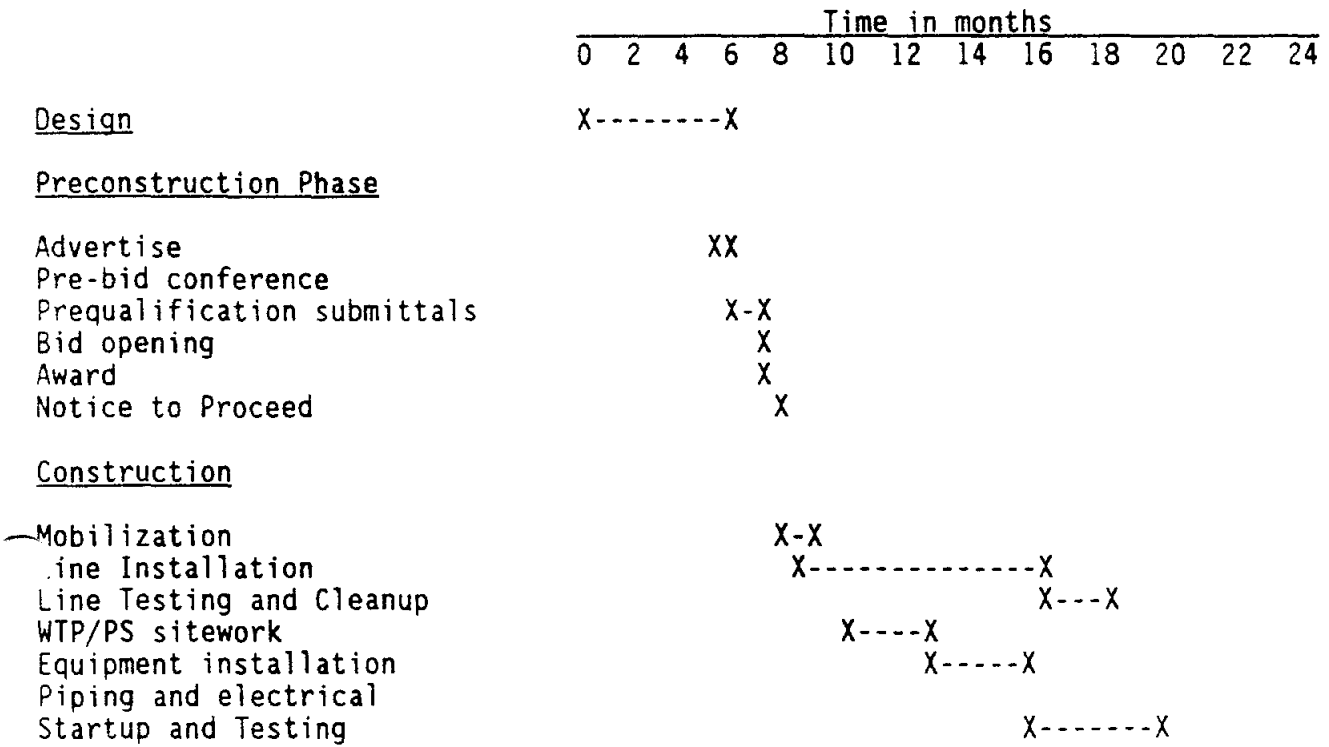 Time in months
0 2 4 6 8 10 12 14 16 18 20 22 24
Design X--------X
Preconstruction Phase
Advertise XX
Pre-bid conference
Prequalification submittals X-X
Bid opening X
Award X
Notice to Proceed X
Construction
Mobilization X-X
.ine Installation X--------------X
Line Testing and Cleanup X---X
WTP/PS sitework X----X
Equipment installation X-----X
Piping and electrical
Startup and Testing X-------X